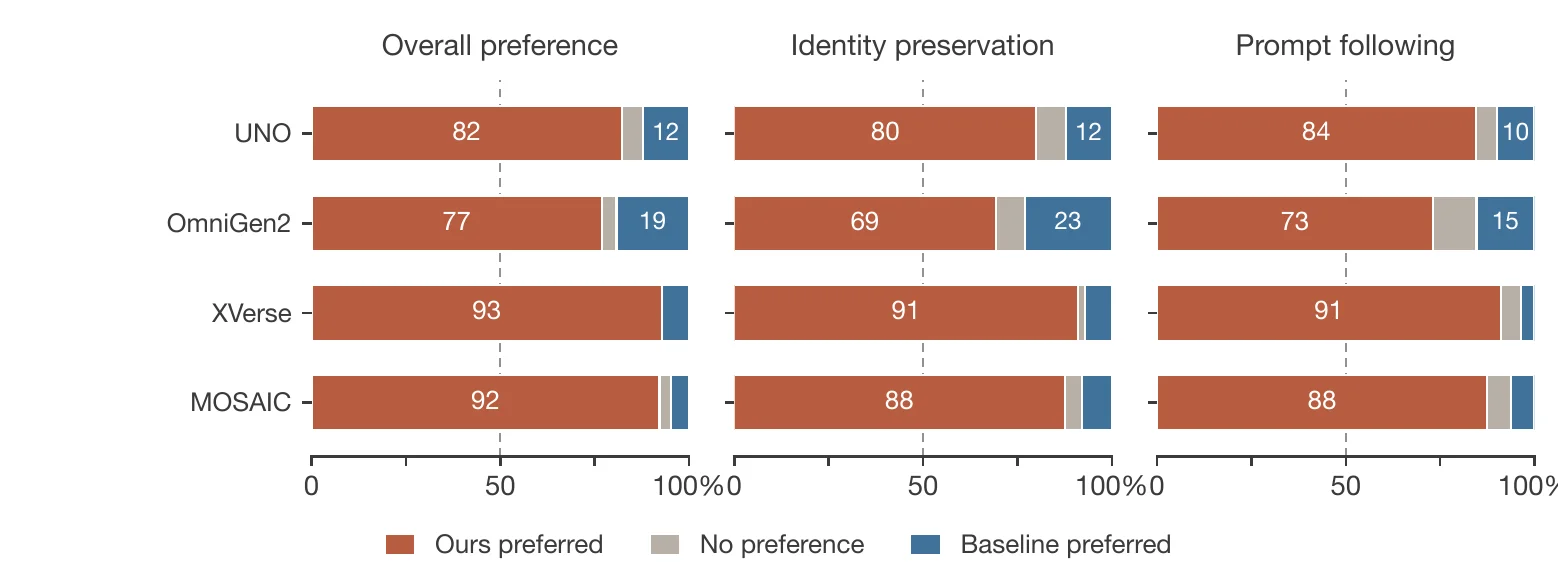 Overall preference Identity preservation Prompt following
UNO 82 12 80 12 84 10
OmniGen2 77 19 69 23 73 15
XVerse 93 91 91
MOSAIC 92 88 88
0 50 100% 0 50 100% 0 50 100%
Ours preferred No preference Baseline preferred